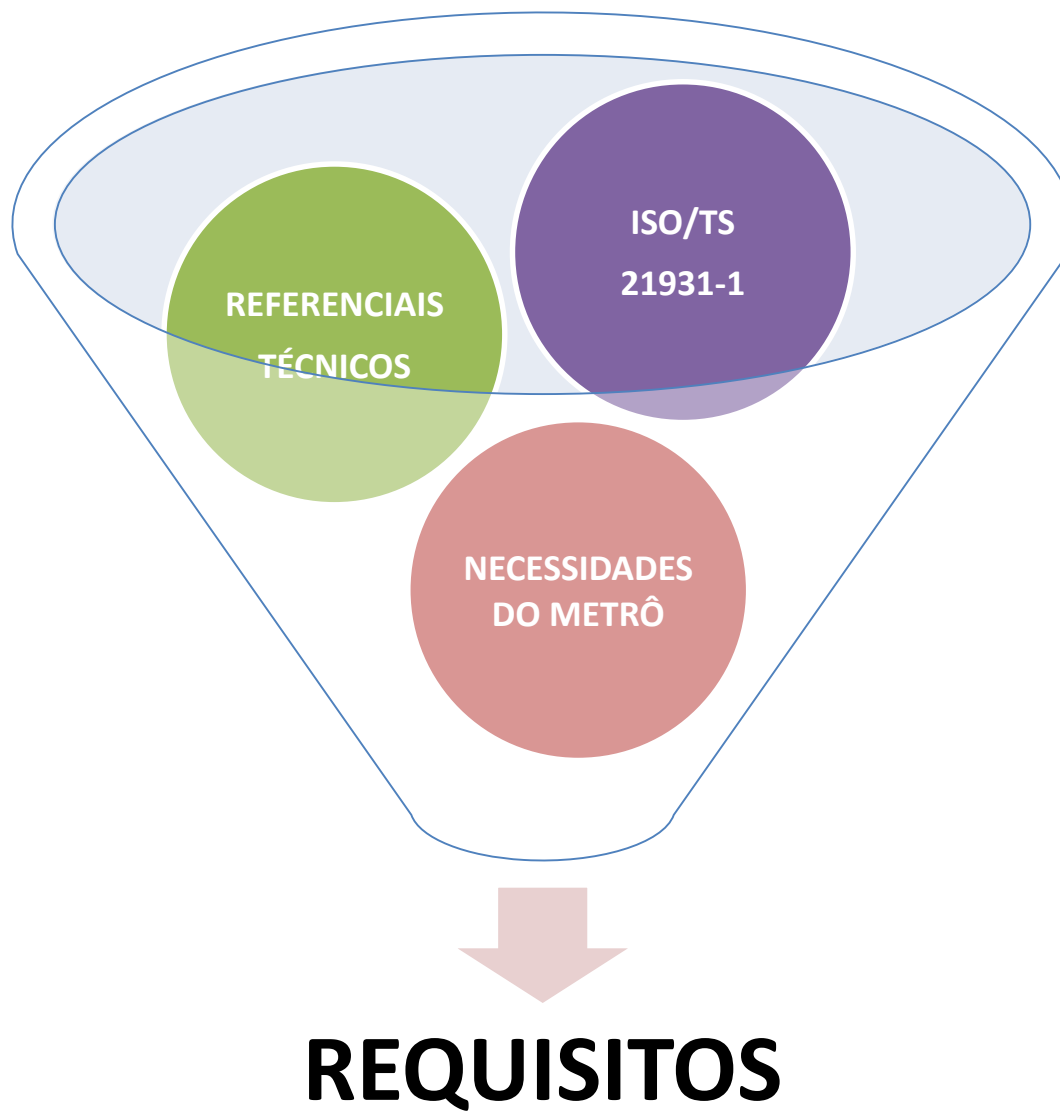 REFERENCIAIS
TÉCNICOS
ISO/TS
21931-1
NECESSIDADES
DO METRÔ
REQUISITOS